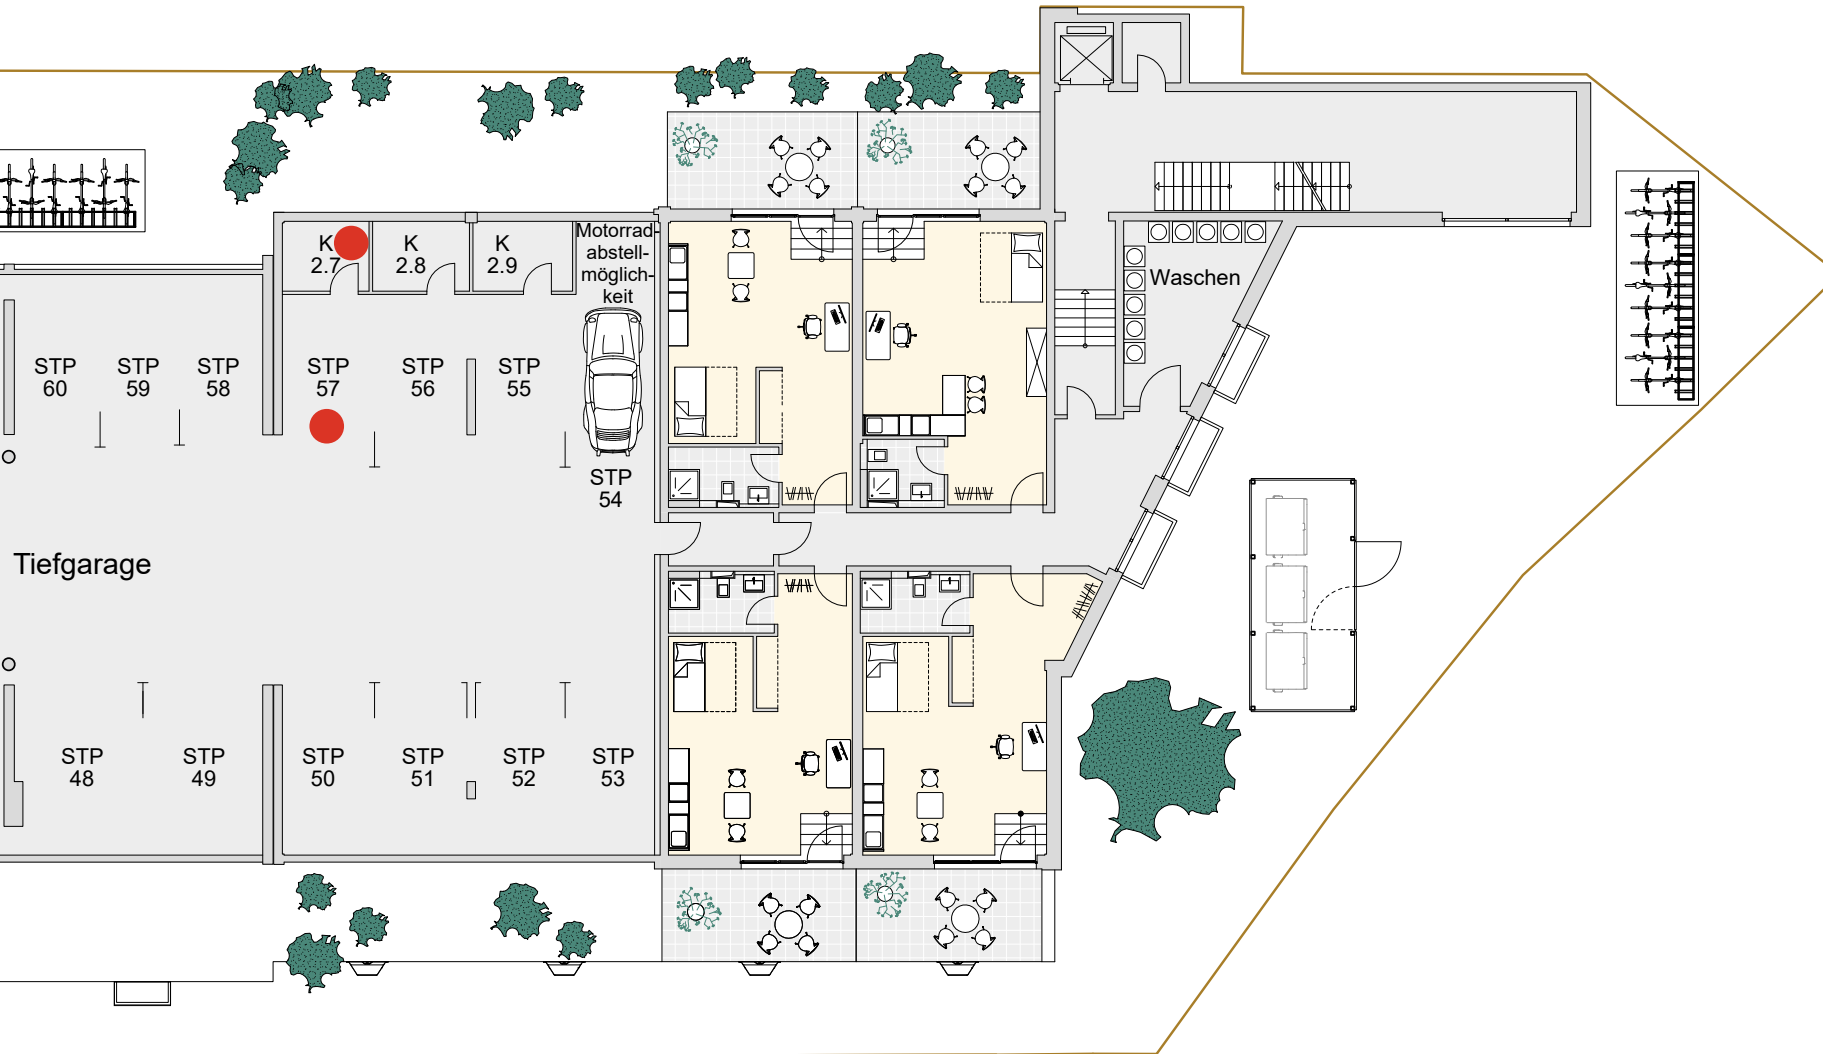 K
2.7
K
2.8
K
2.9
Motorrad-
abstell-
möglich-
keit
Waschen
STP
60
STP
59
STP
58
STP
57
STP
56
STP
55
STP
54
Tiefgarage
STP
48
STP
49
STP
50
STP
51
STP
52
STP
53